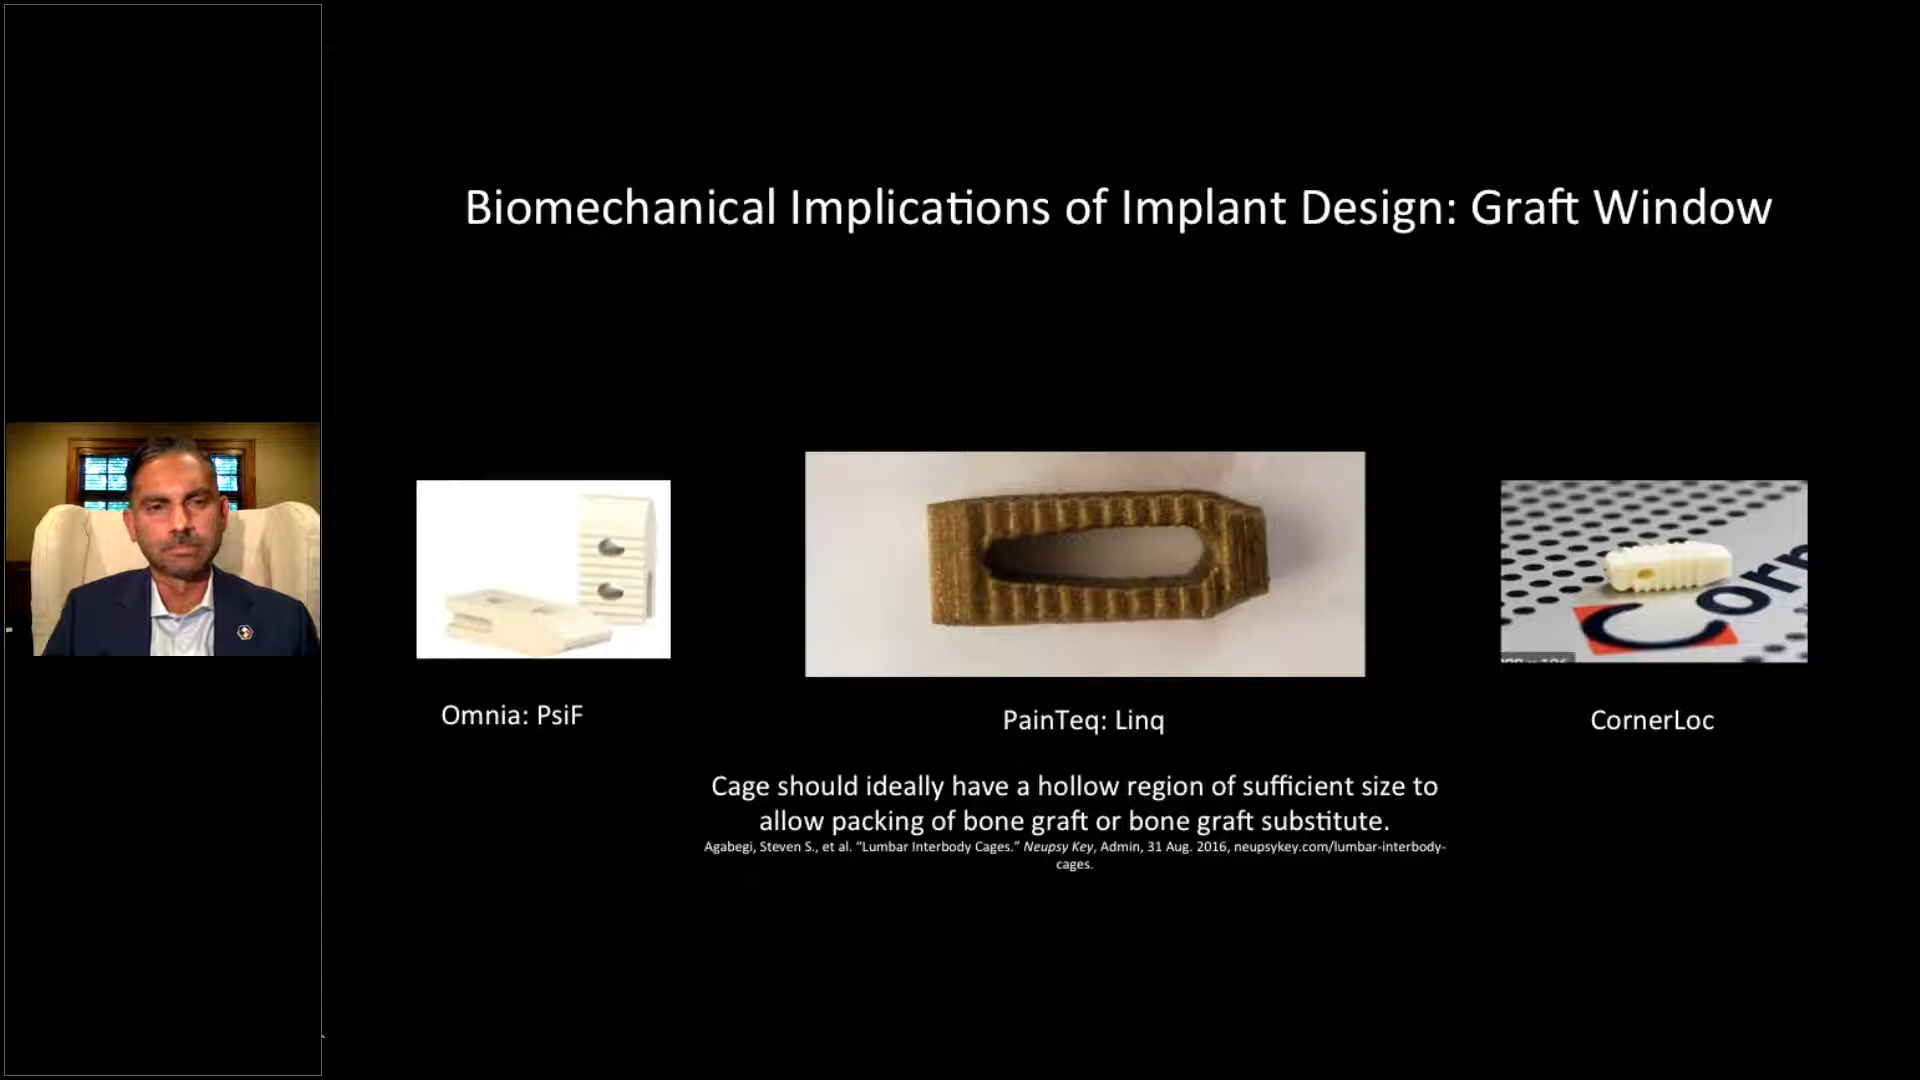 Biomechanical Implications of Implant Design: Graft Window
Corn
Omnia: PsiF
PainTeq: Linq
CornerLoc
Cage should ideally have a hollow region of sufficient size to
allow packing of bone graft or bone graft substitute.
Agabegi, Steven S., et al. “Lumbar Interbody Cages.” Neupsy Key, Admin, 31 Aug. 2016, neupsykey.com/lumbar-interbody-
cages.